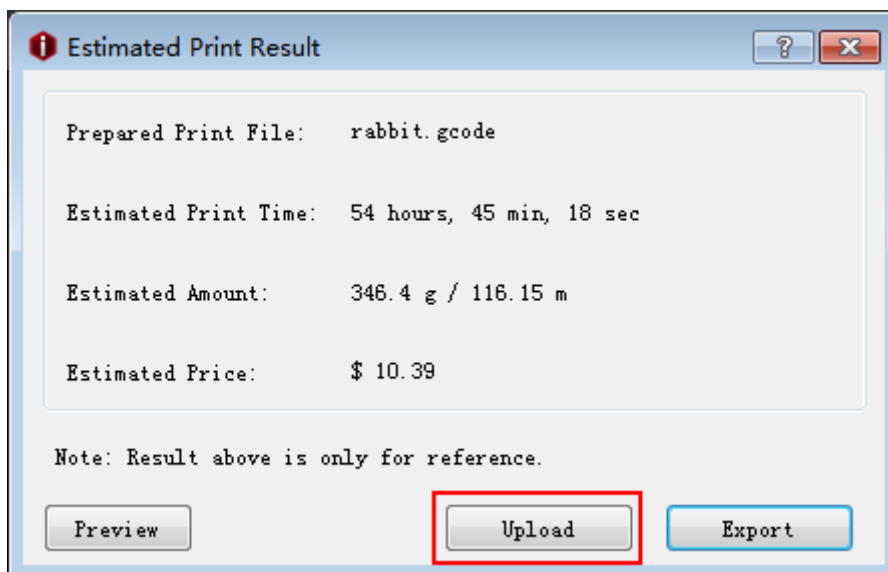 Estimated Print Result
Prepared Print File: rabbit.gcode
Estimated Print Time: 54 hours, 45 min, 18 sec
Estimated Amount: 346.4 g / 116.15 m
Estimated Price: $ 10.39
Note: Result above is only for reference.
Preview Upload Export